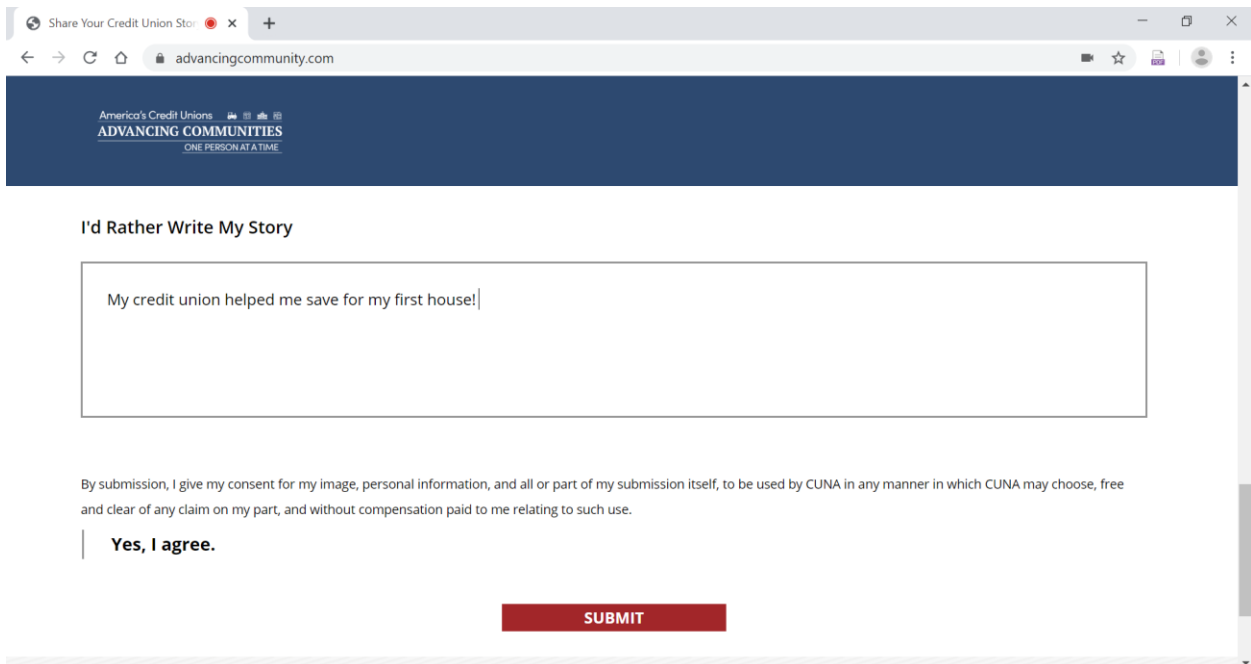 Share Your Credit Union Stor
advancingcommunity.com
PDF
America's Credit Unions
ADVANCING COMMUNITIES
ONE PERSON AT A TIME
I'd Rather Write My Story
My credit union helped me save for my first house!
By submission, I give my consent for my image, personal information, and all or part of my submission itself, to be used by CUNA in any manner in which CUNA may choose, free
and clear of any claim on my part, and without compensation paid to me relating to such use.
Yes, I agree.
SUBMIT